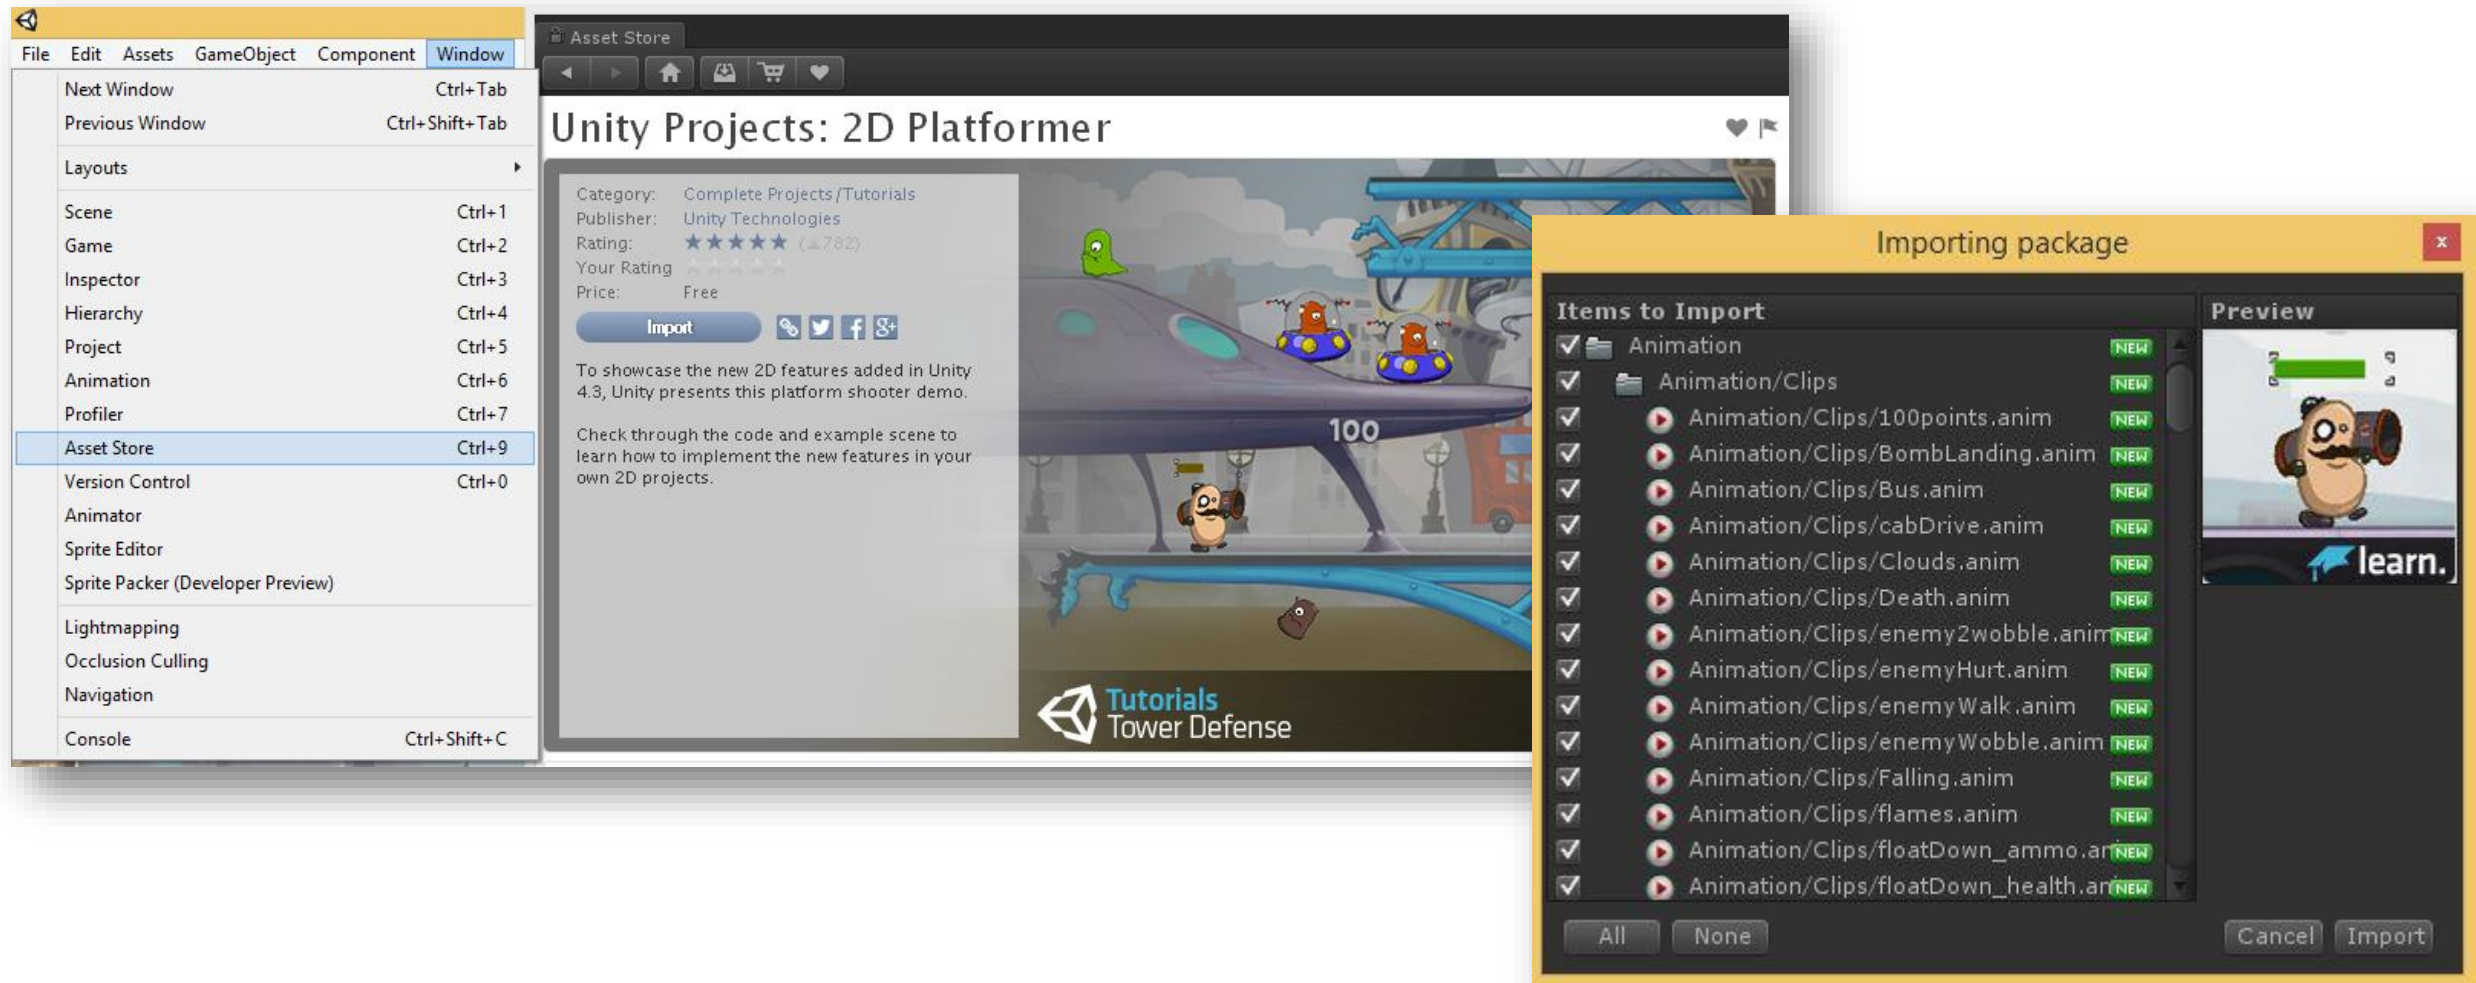 File Edit Assets GameObject Component Window
Next Window Ctrl+Tab
Previous Window Ctrl+Shift+Tab
Layouts
Scene Ctrl+1
Game Ctrl+2
Inspector Ctrl+3
Hierarchy Ctrl+4
Project Ctrl+5
Animation Ctrl+6
Profiler Ctrl+7
Asset Store Ctrl+9
Version Control Ctrl+0
Animator
Sprite Editor
Sprite Packer (Developer Preview)
Lightmapping
Occlusion Culling
Navigation
Console Ctrl+Shift+C
Asset Store
Unity Projects: 2D Platformer
Category: Complete Projects/Tutorials
Publisher: Unity Technologies
Rating: (782)
Your Rating
Price: Free
Import
To showcase the new 2D features added in Unity
4.3, Unity presents this platform shooter demo.
Check through the code and example scene to
learn how to implement the new features in your
own 2D projects.
100
Tutorials
Tower Defense
Importing package
Items to Import
Animation NEW
Animation/Clips NEW
Animation/Clips/100points.anim NEW
Animation/Clips/BombLanding.anim NEW
Animation/Clips/Bus.anim NEW
Animation/Clips/cabDrive.anim NEW
Animation/Clips/Clouds.anim NEW
Animation/Clips/Death.anim NEW
Animation/Clips/enemy2wobble.anim NEW
Animation/Clips/enemyHurt.anim NEW
Animation/Clips/enemyWalk.anim NEW
Animation/Clips/enemyWobble.anim NEW
Animation/Clips/Falling.anim NEW
Animation/Clips/flames.anim NEW
Animation/Clips/floatDown_ammo.an NEW
Animation/Clips/floatDown_health.an NEW
Preview
learn.
All None Cancel Import